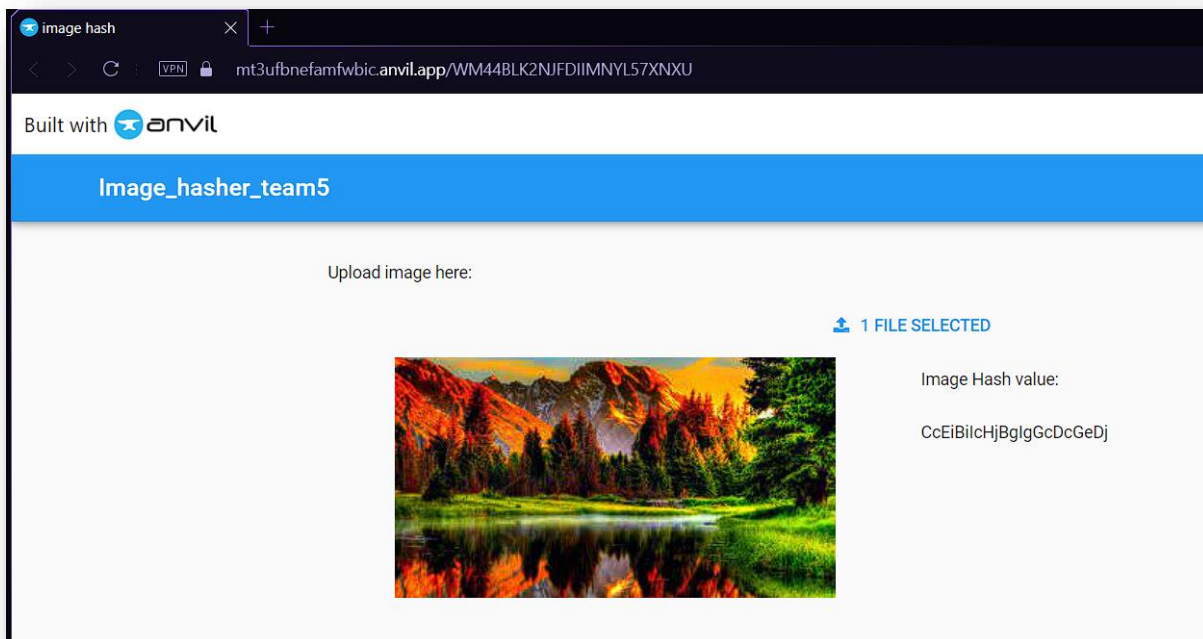 image hash
VPN mt3ufbnefamfwbic.anvil.app/WM44BLK2NJFDIIMNYL57XNXU
Built with anvil
Image_hasher_team5
Upload image here:
1 FILE SELECTED
Image Hash value:
CcEiBiIcHjBgIgGcDcGeDj